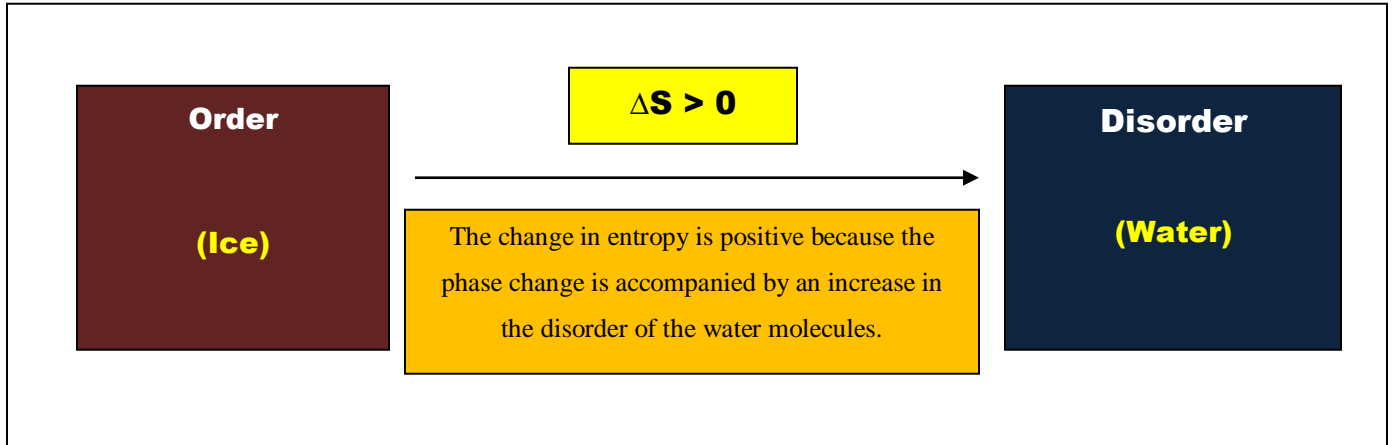 Order
∆S > 0
Disorder
(Ice)
The change in entropy is positive because the
phase change is accompanied by an increase in
the disorder of the water molecules.
(Water)